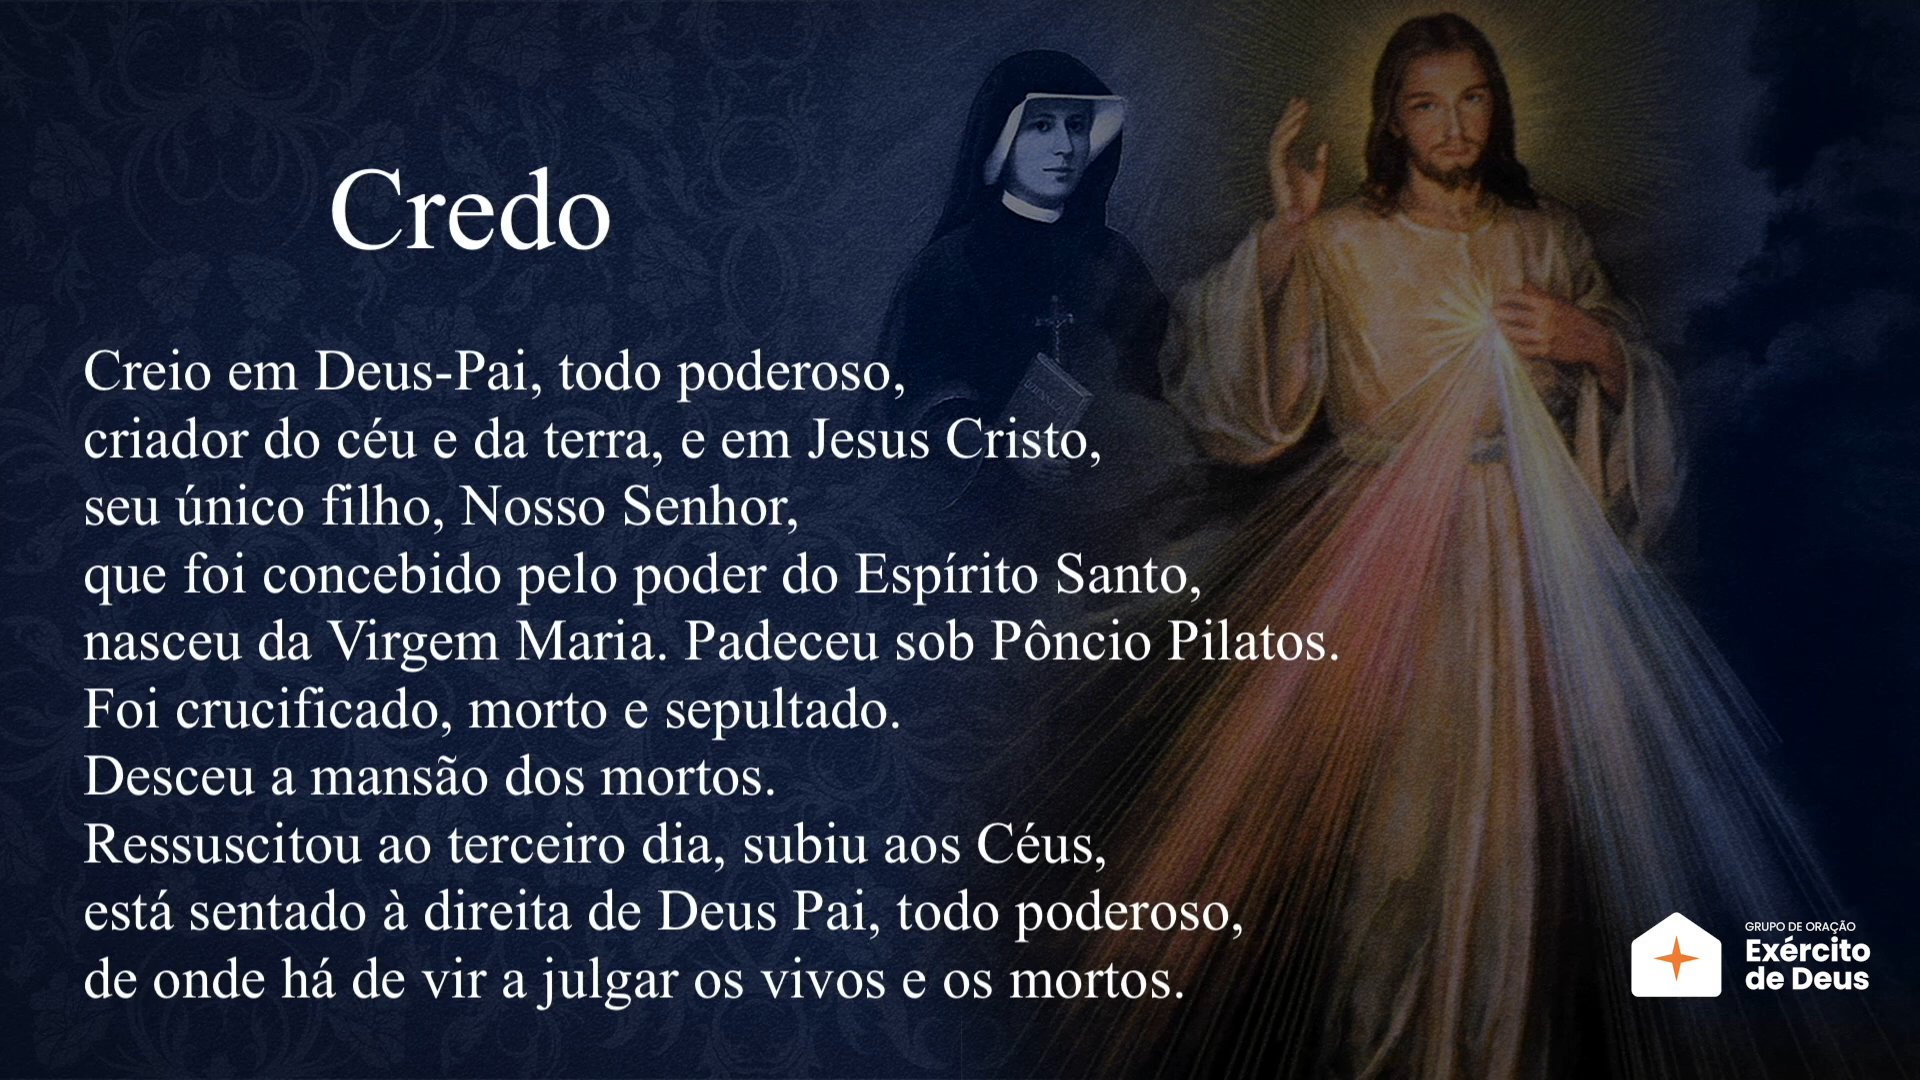 Credo
Creio em Deus-Pai, todo poderoso,
criador do céu e da terra, e em Jesus Cristo,
seu único filho, Nosso Senhor,
que foi concebido pelo poder do Espírito Santo,
nasceu da Virgem Maria. Padeceu sob Pôncio Pilatos.
Foi crucificado, morto e sepultado.
Desceu a mansão dos mortos.
Ressuscitou ao terceiro dia, subiu aos Céus,
está sentado à direita de Deus Pai, todo poderoso,
de onde há de vir a julgar os vivos e os mortos.
GRUPO DE ORAÇÃO
Exército
de Deus